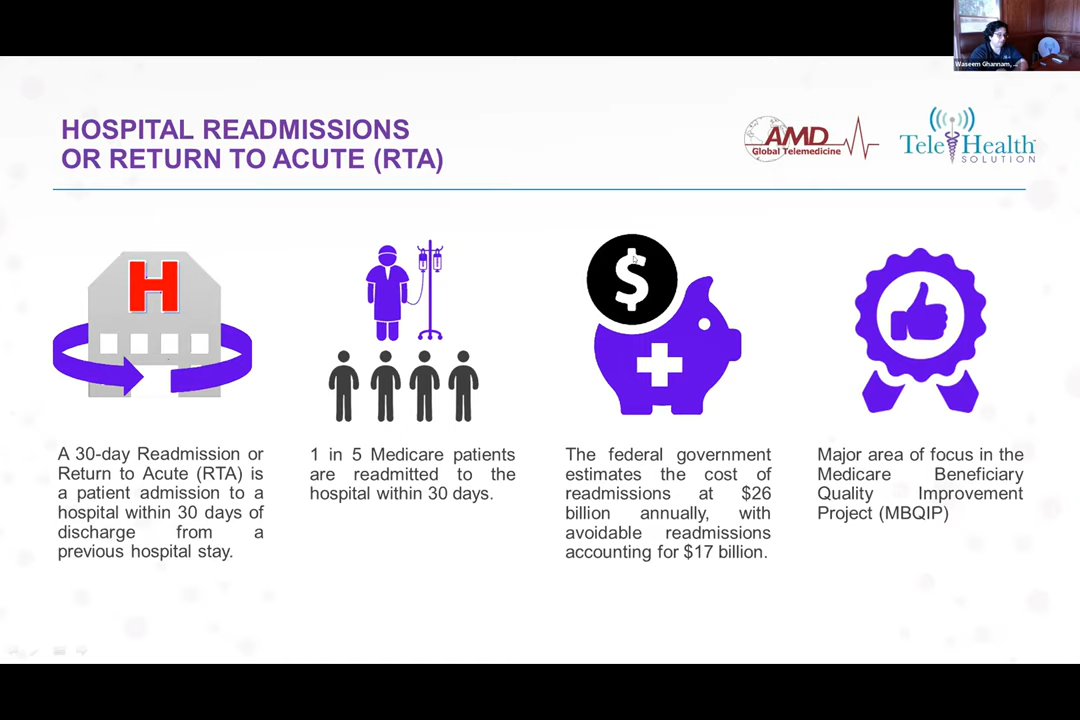 Waseem Ghannam, ...
HOSPITAL READMISSIONS
OR RETURN TO ACUTE (RTA)
AMD
Global Telemedicine
TeleHealth
SOLUTION
H
$
A 30-day Readmission or
Return to Acute (RTA) is
a patient admission to a
hospital within 30 days of
discharge from a
previous hospital stay.
1 in 5 Medicare patients
are readmitted to the
hospital within 30 days.
The federal government
estimates the cost of
readmissions at $26
billion annually, with
avoidable readmissions
accounting for $17 billion.
Major area of focus in the
Medicare Beneficiary
Quality Improvement
Project (MBQIP)